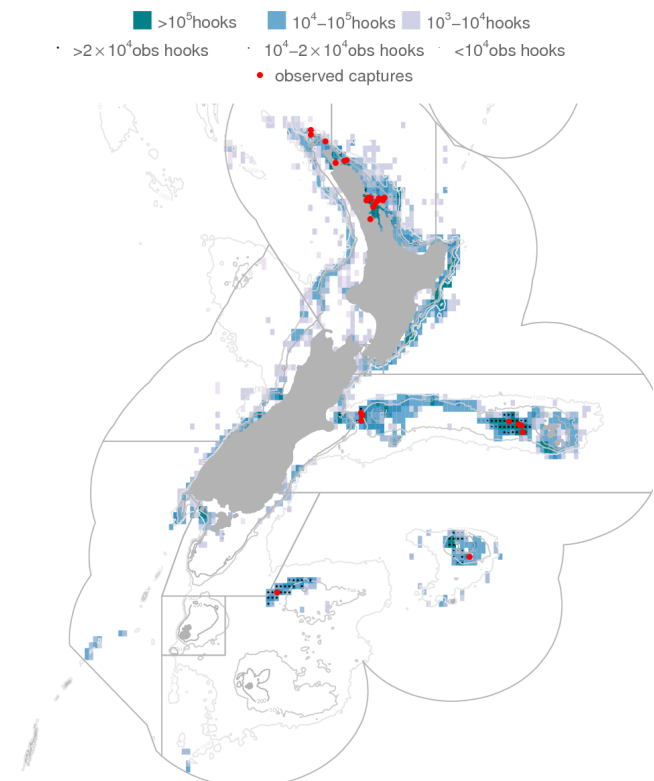 >10⁵hooks 10⁴–10⁵hooks 10³–10⁴hooks
>2×10⁴obs hooks 10⁴–2×10⁴obs hooks <10⁴obs hooks
observed captures